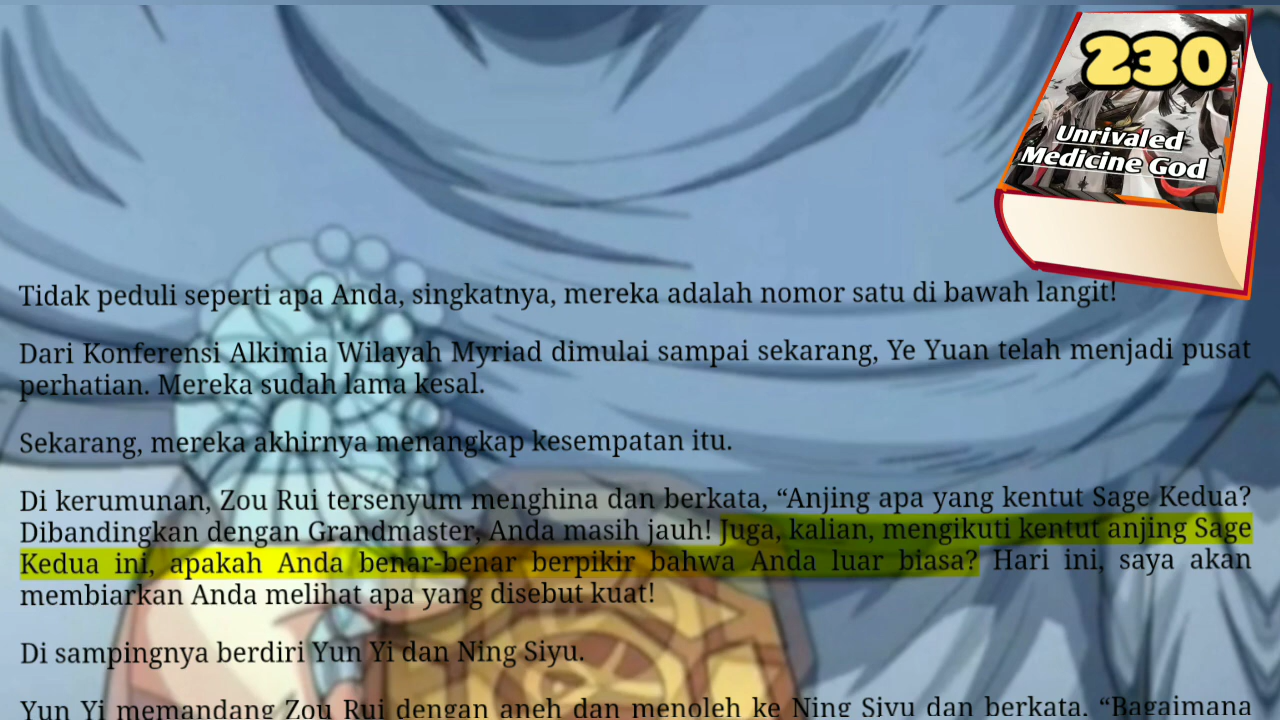 230
Unrivaled
Medicine God
Tidak peduli seperti apa Anda, singkatnya, mereka adalah nomor satu di bawah langit!
Dari Konferensi Alkimia Wilayah Myriad dimulai sampai sekarang, Ye Yuan telah menjadi pusat
perhatian. Mereka sudah lama kesal.
Sekarang, mereka akhirnya menangkap kesempatan itu.
Di kerumunan, Zou Rui tersenyum menghina dan berkata, “Anjing apa yang kentut Sage Kedua?
Dibandingkan dengan Grandmaster, Anda masih jauh! Juga, kalian, mengikuti kentut anjing Sage
Kedua ini, apakah Anda benar-benar berpikir bahwa Anda luar biasa? Hari ini, saya akan
membiarkan Anda melihat apa yang disebut kuat!
Di sampingnya berdiri Yun Yi dan Ning Siyu.
Yun Yi memandang Zou Rui dengan aneh dan menoleh ke Ning Siyu dan berkata, “Bagaimana